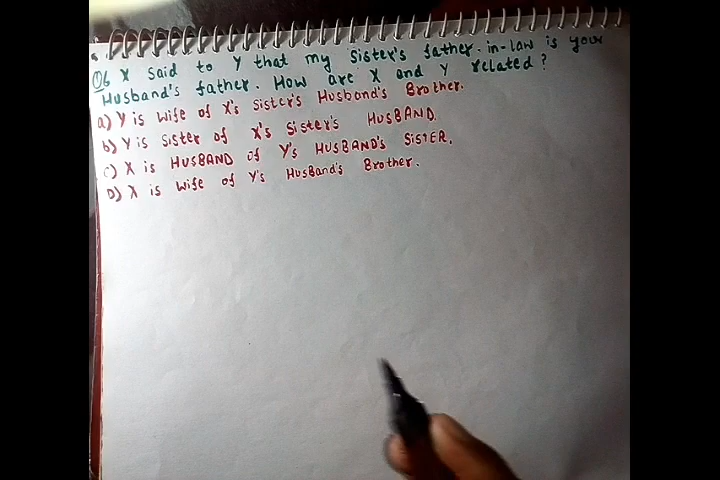 Q6 X Said to Y that my Sister's father-in-law is your
Husband's father. How are X and Y related?
a) Y is wife of X's Sister's Husband's Brother.
b) Y is Sister of X's Sister's HUSBAND.
c) X is HUSBAND of Y's HUSBAND'S SISTER.
D) X is wife of Y's HusBand's Brother.